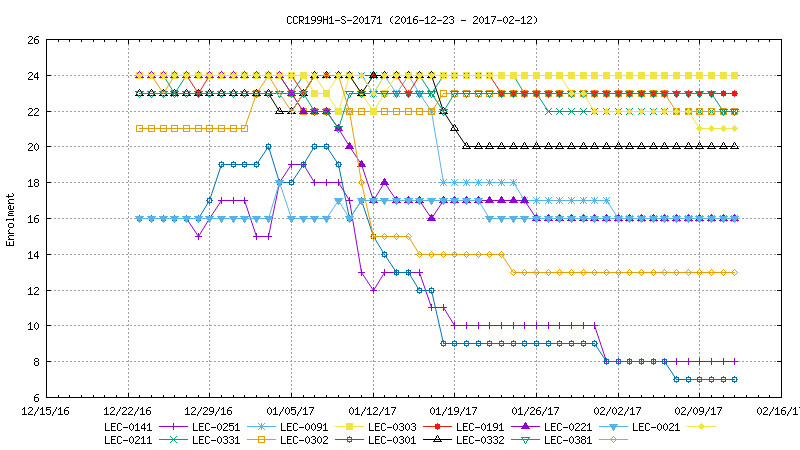 CCR199H1-S-20171 (2016-12-23 - 2017-02-12)
26
24
22
20
18
16
14
12
10
8
6
Enrolment
12/15/16 12/22/16 12/29/16 01/05/17 01/12/17 01/19/17 01/26/17 02/02/17 02/09/17 02/16/17
LEC-0141 LEC-0251 LEC-0091 LEC-0303 LEC-0191 LEC-0221 LEC-0021
LEC-0211 LEC-0331 LEC-0302 LEC-0301 LEC-0332 LEC-0381